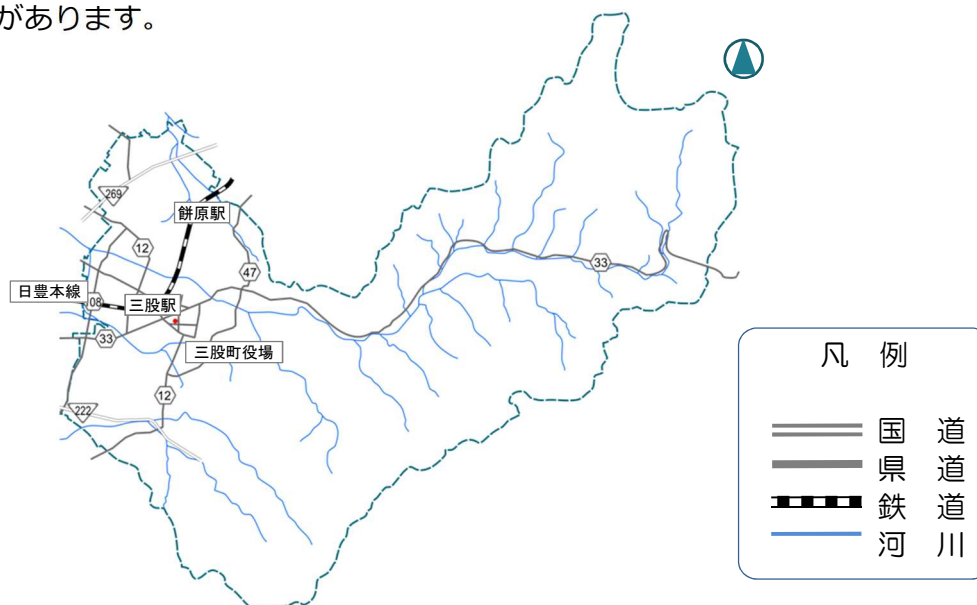 があります。
269
餅原駅
12
47
33
日豊本線
08
三股駅
33
三股町役場
12
222
凡 例
国 道
県 道
鉄 道
河 川